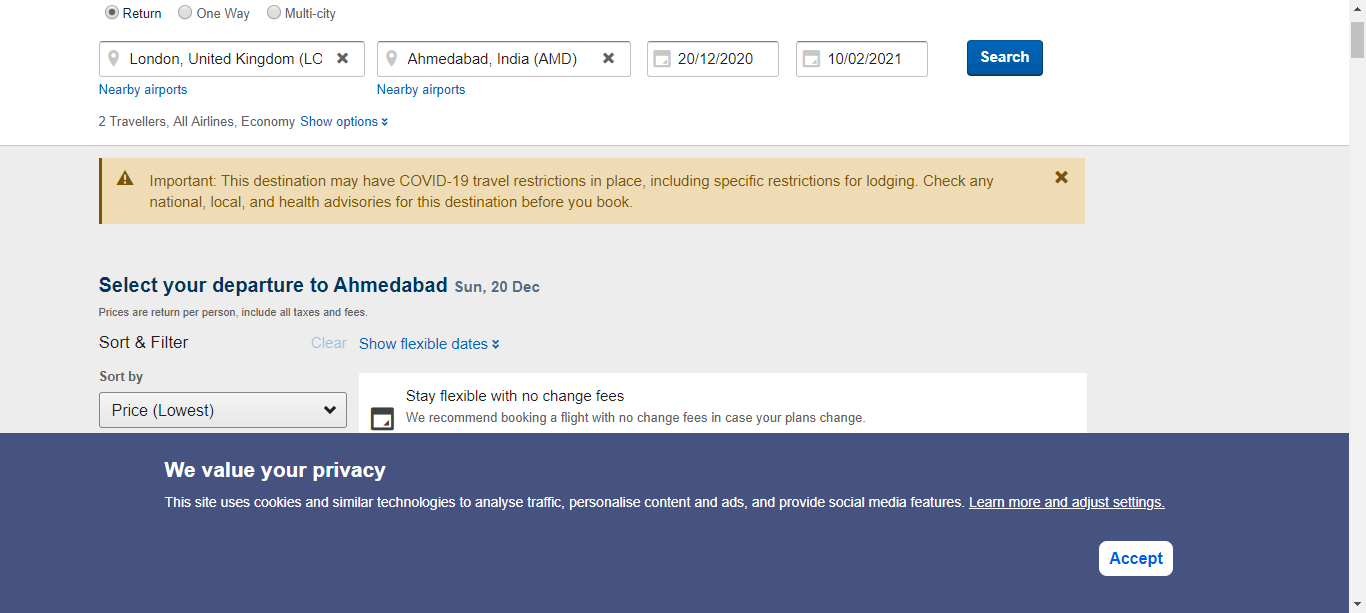 Return One Way Multi-city
London, United Kingdom (LO Ahmedabad, India (AMD) 20/12/2020 10/02/2021 Search
Nearby airports Nearby airports
2 Travellers, All Airlines, Economy Show options
Important: This destination may have COVID-19 travel restrictions in place, including specific restrictions for lodging. Check any
national, local, and health advisories for this destination before you book.
Select your departure to Ahmedabad Sun, 20 Dec
Prices are return per person, include all taxes and fees.
Sort & Filter Clear Show flexible dates
Sort by
Price (Lowest)
Stay flexible with no change fees
We recommend booking a flight with no change fees in case your plans change.
We value your privacy
This site uses cookies and similar technologies to analyse traffic, personalise content and ads, and provide social media features. Learn more and adjust settings.
Accept